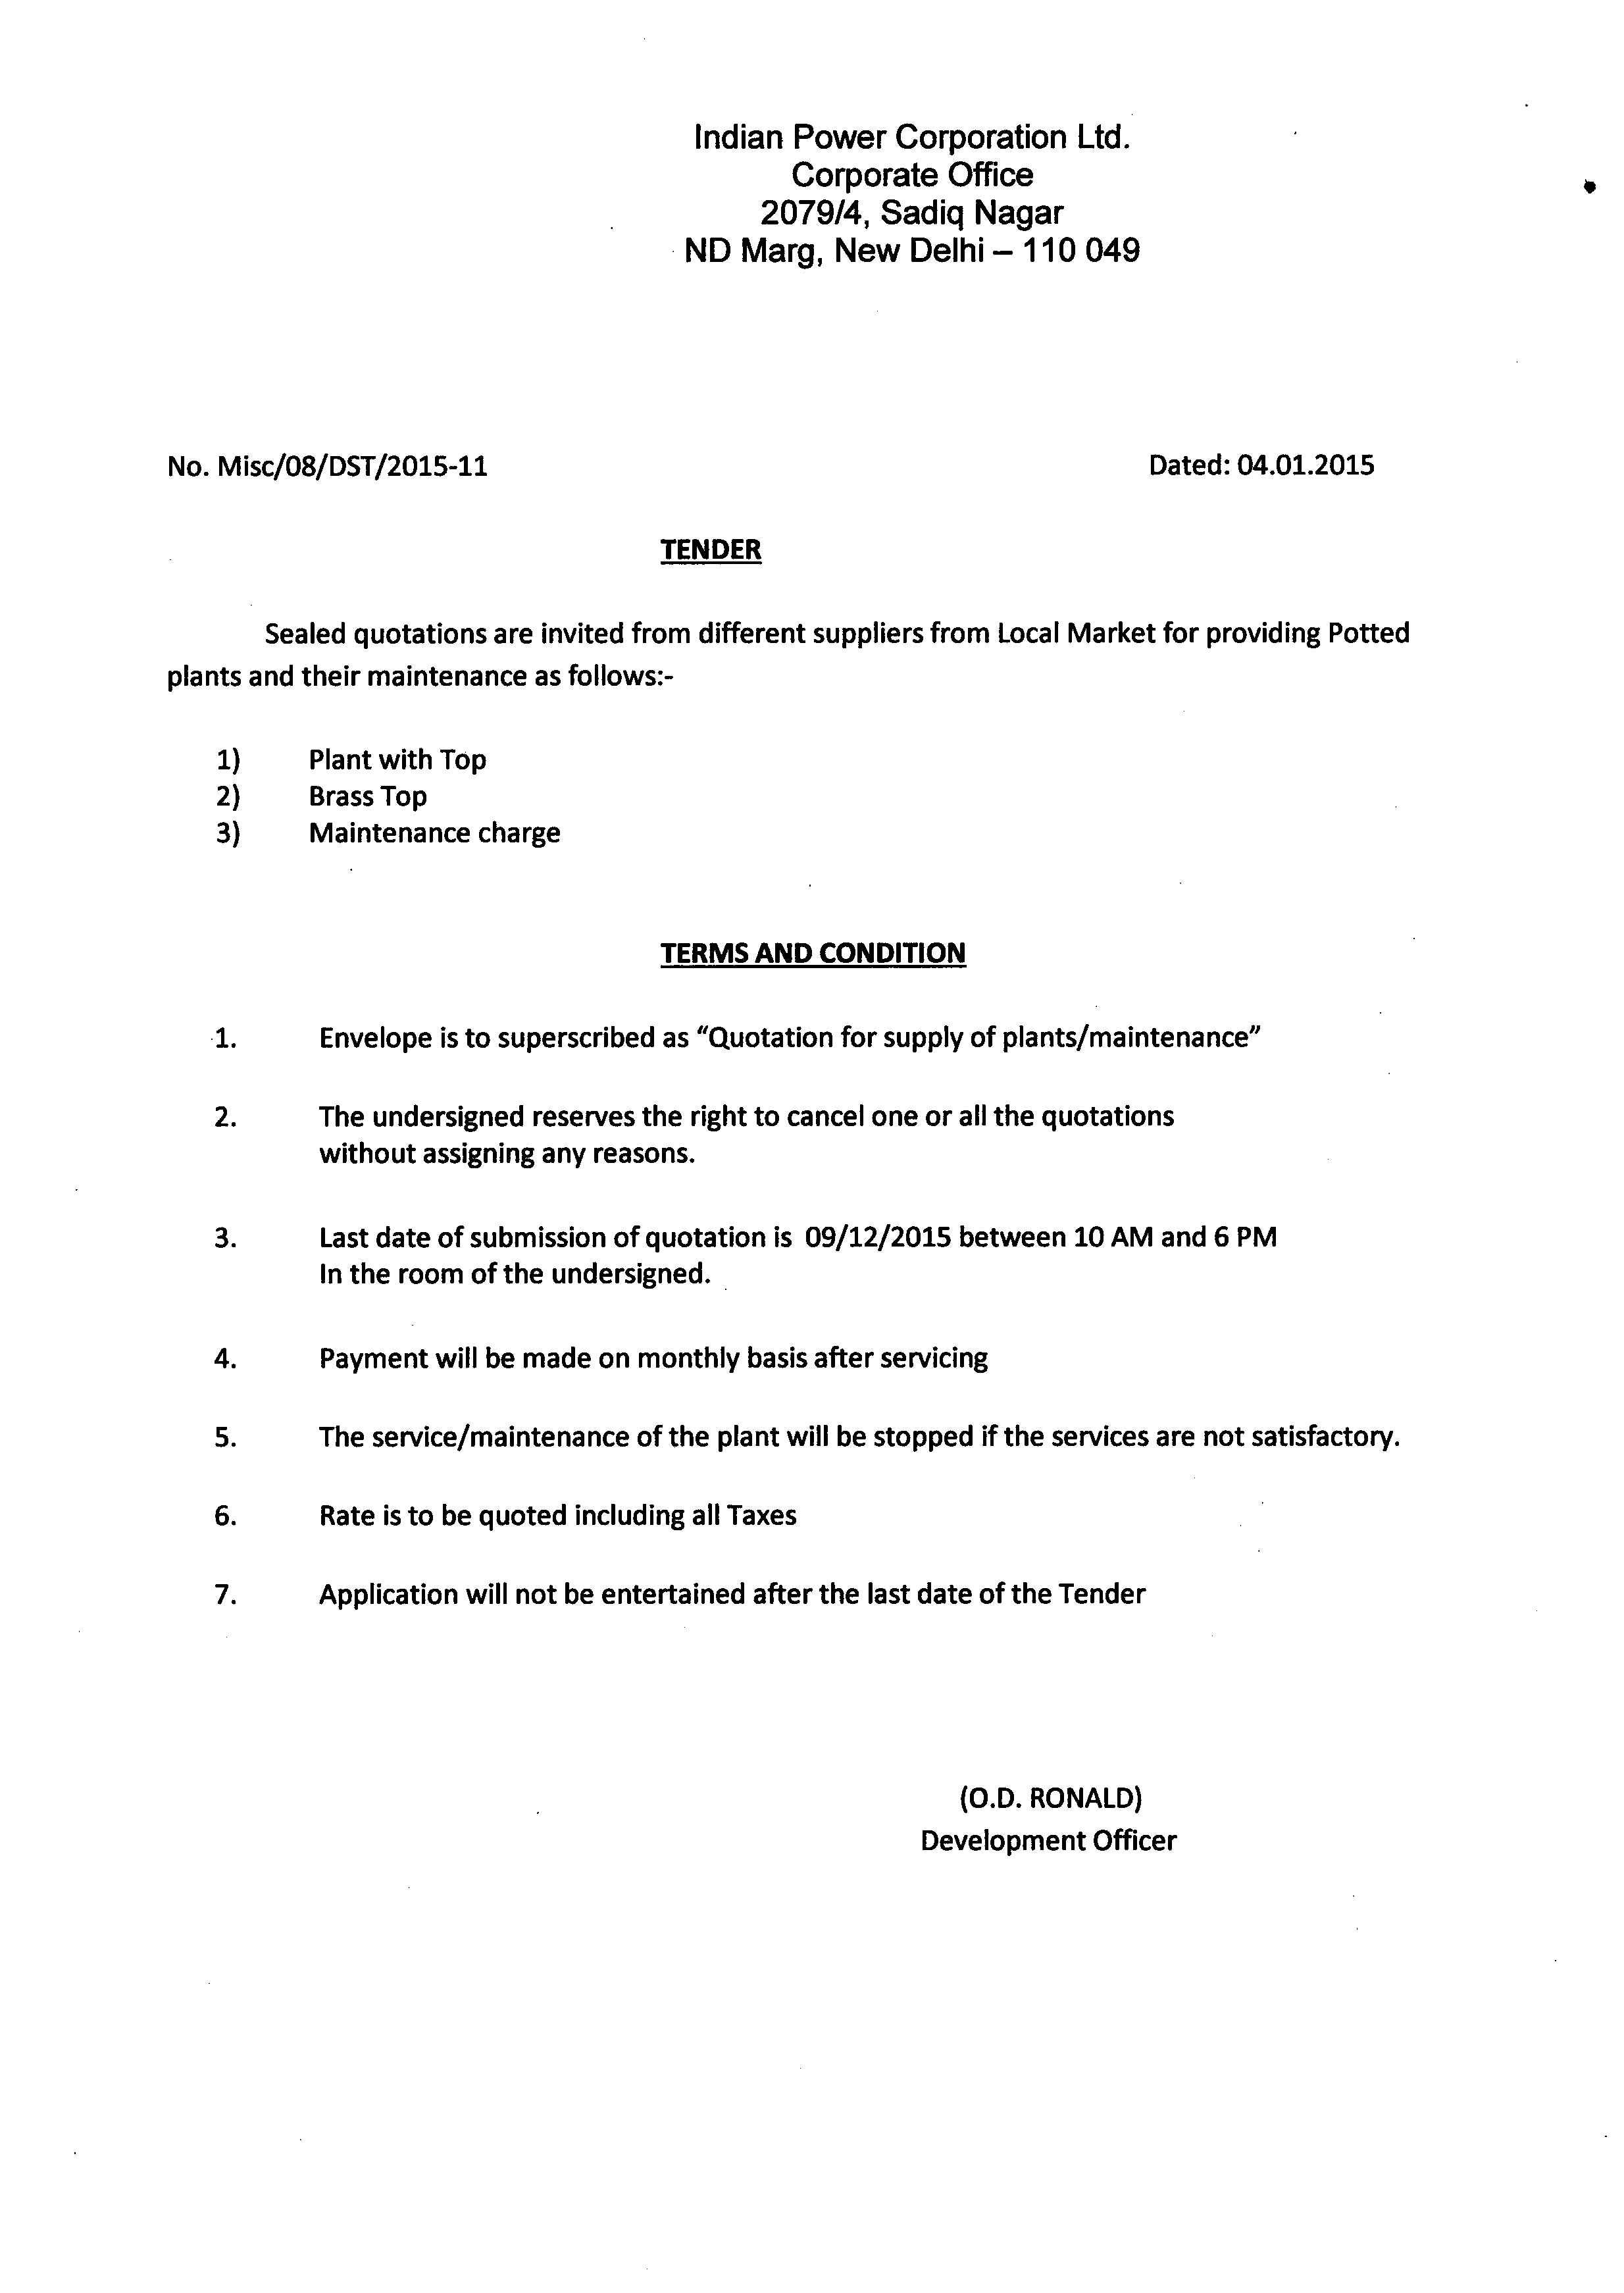 Indian Power Corporation Ltd.
Corporate Office
2079/4, Sadiq Nagar
ND Marg, New Delhi – 110 049
No. Misc/08/DST/2015-11 Dated: 04.01.2015
TENDER
Sealed quotations are invited from different suppliers from Local Market for providing Potted
plants and their maintenance as follows:-
1) Plant with Top
2) Brass Top
3) Maintenance charge
TERMS AND CONDITION
1. Envelope is to superscribed as “Quotation for supply of plants/maintenance”
2. The undersigned reserves the right to cancel one or all the quotations
without assigning any reasons.
3. Last date of submission of quotation is 09/12/2015 between 10 AM and 6 PM
In the room of the undersigned.
4. Payment will be made on monthly basis after servicing
5. The service/maintenance of the plant will be stopped if the services are not satisfactory.
6. Rate is to be quoted including all Taxes
7. Application will not be entertained after the last date of the Tender
(O.D. RONALD)
Development Officer